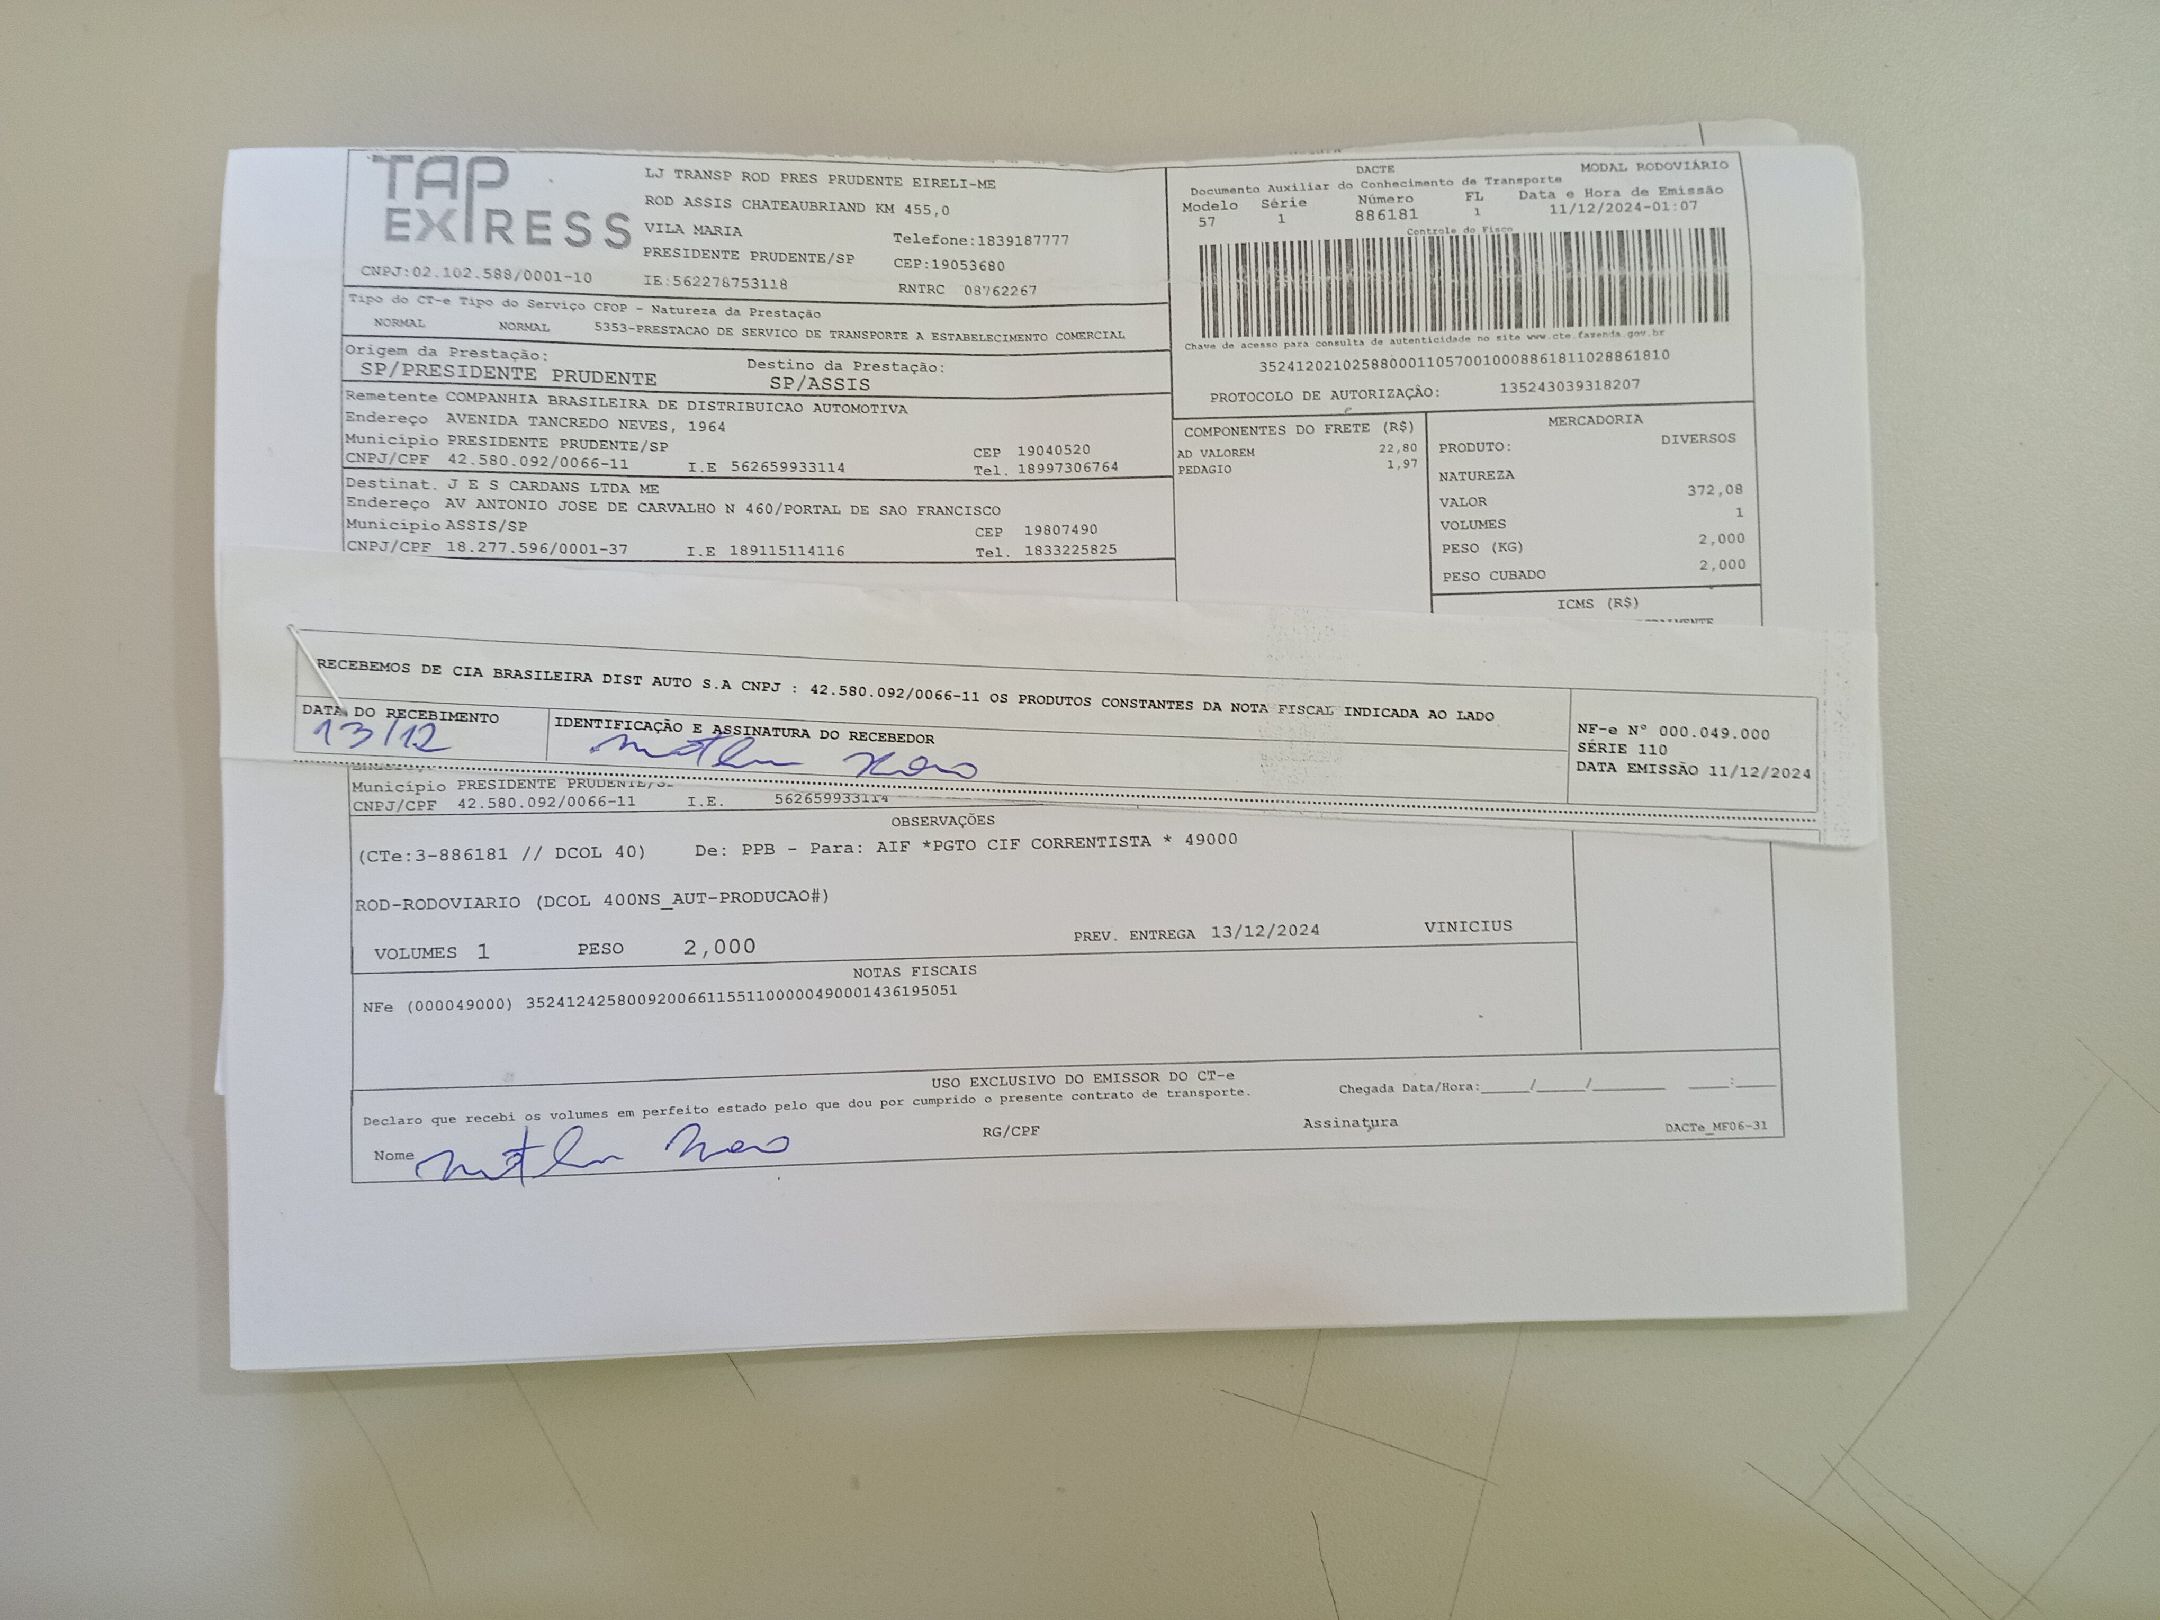 TAP EXPRESS
LJ TRANSP ROD PRES PRUDENTE EIRELI-ME
ROD ASSIS CHATEAUBRIAND KM 455,0
VILA MARIA
Telefone:1839187777
PRESIDENTE PRUDENTE/SP
CEP:19053680
CNPJ:02.102.588/0001-10
IE:562278753118
RNTRC 08762267
DACTE
MODAL RODOVIÁRIO
Documento Auxiliar do Conhecimento de Transporte
Modelo Série Número FL Data e Hora de Emissão
57 1 886181 1 11/12/2024-01:07
Controle do Fisco
Chave de acesso para consulta de autenticidade no site www.cte.fazenda.gov.br
35241202102588000110570010008861811028861810
PROTOCOLO DE AUTORIZAÇÃO: 135243039318207
Tipo do CT-e Tipo do Serviço CFOP - Natureza da Prestação
NORMAL NORMAL 5353-PRESTACAO DE SERVICO DE TRANSPORTE A ESTABELECIMENTO COMERCIAL
Origem da Prestação: Destino da Prestação:
SP/PRESIDENTE PRUDENTE SP/ASSIS
Remetente COMPANHIA BRASILEIRA DE DISTRIBUICAO AUTOMOTIVA
Endereço AVENIDA TANCREDO NEVES, 1964
Município PRESIDENTE PRUDENTE/SP CEP 19040520
CNPJ/CPF 42.580.092/0066-11 I.E 562659933114 Tel. 18997306764
Destinat. J E S CARDANS LTDA ME
Endereço AV ANTONIO JOSE DE CARVALHO N 460/PORTAL DE SAO FRANCISCO
Município ASSIS/SP CEP 19807490
CNPJ/CPF 18.277.596/0001-37 I.E 189115114116 Tel. 1833225825
COMPONENTES DO FRETE (R$)
AD VALOREM 22,80
PEDAGIO 1,97
MERCADORIA
PRODUTO: DIVERSOS
NATUREZA
VALOR 372,08
VOLUMES 1
PESO (KG) 2,000
PESO CUBADO 2,000
ICMS (R$)
RECEBEMOS DE CIA BRASILEIRA DIST AUTO S.A CNPJ : 42.580.092/0066-11 OS PRODUTOS CONSTANTES DA NOTA FISCAL INDICADA AO LADO
DATA DO RECEBIMENTO
13/12
IDENTIFICAÇÃO E ASSINATURA DO RECEBEDOR
NF-e N° 000.049.000
SÉRIE 110
DATA EMISSÃO 11/12/2024
Município PRESIDENTE PRUDENTE/S
CNPJ/CPF 42.580.092/0066-11 I.E. 562659933114
OBSERVAÇÕES
(CTe:3-886181 // DCOL 40) De: PPB - Para: AIF *PGTO CIF CORRENTISTA * 49000
ROD-RODOVIARIO (DCOL 400NS_AUT-PRODUCAO#)
VOLUMES 1 PESO 2,000 PREV. ENTREGA 13/12/2024 VINICIUS
NOTAS FISCAIS
NFe (000049000) 35241242580092006611551100000490001436195051
USO EXCLUSIVO DO EMISSOR DO CT-e
Declaro que recebi os volumes em perfeito estado pelo que dou por cumprido o presente contrato de transporte.
Chegada Data/Hora:_____/_____/_______ ____:____
Nome RG/CPF Assinatura DACTe_MF06-31